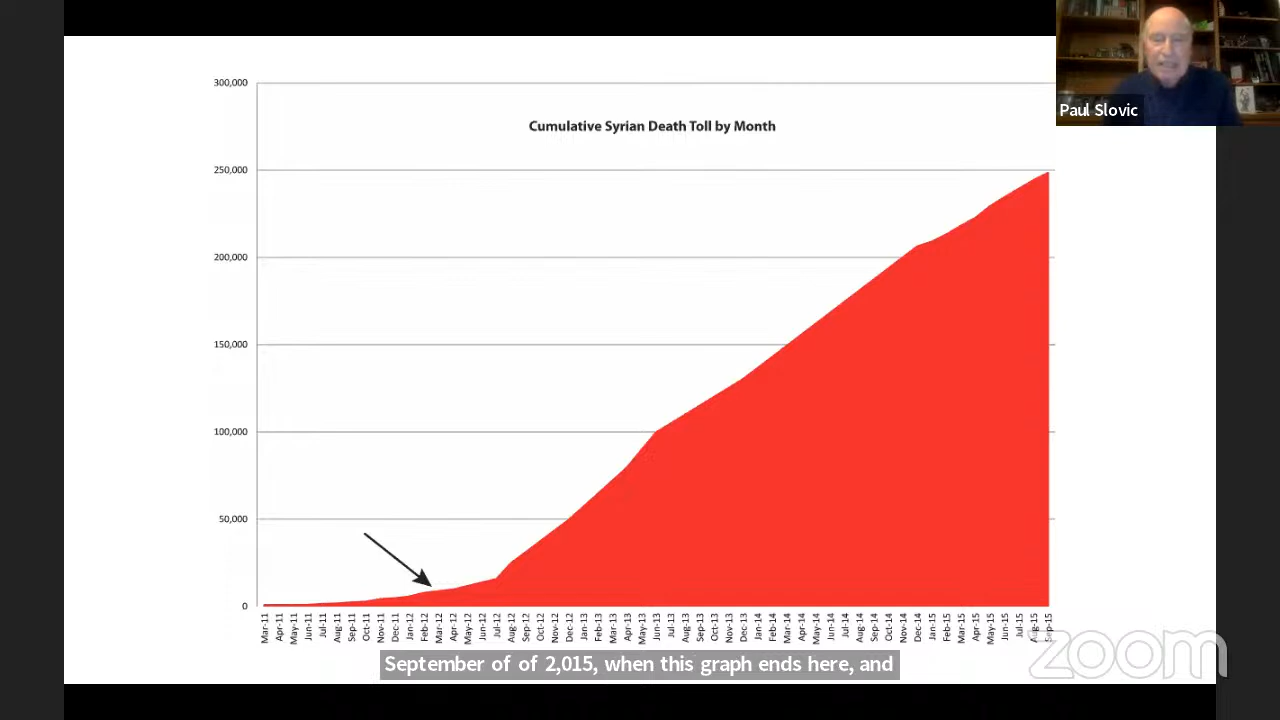 Paul Slovic
Cumulative Syrian Death Toll by Month
300,000
250,000
200,000
150,000
100,000
50,000
0
Mar-11
Apr-11
May-11
Jun-11
Jul-11
Aug-11
Sep-11
Oct-11
Nov-11
Dec-11
Jan-12
Feb-12
Mar-12
Apr-12
May-12
Jun-12
Jul-12
Aug-12
Sep-12
Oct-12
Nov-12
Dec-12
Jan-13
Feb-13
Mar-13
Apr-13
May-13
Jun-13
Jul-13
Aug-13
Sep-13
Oct-13
Nov-13
Dec-13
Jan-14
Feb-14
Mar-14
Apr-14
May-14
Jun-14
Jul-14
Aug-14
Sep-14
Oct-14
Nov-14
Dec-14
Jan-15
Feb-15
Mar-15
Apr-15
May-15
Jun-15
Jul-15
Aug-15
Sep-15
September of of 2,015, when this graph ends here, and
zoom